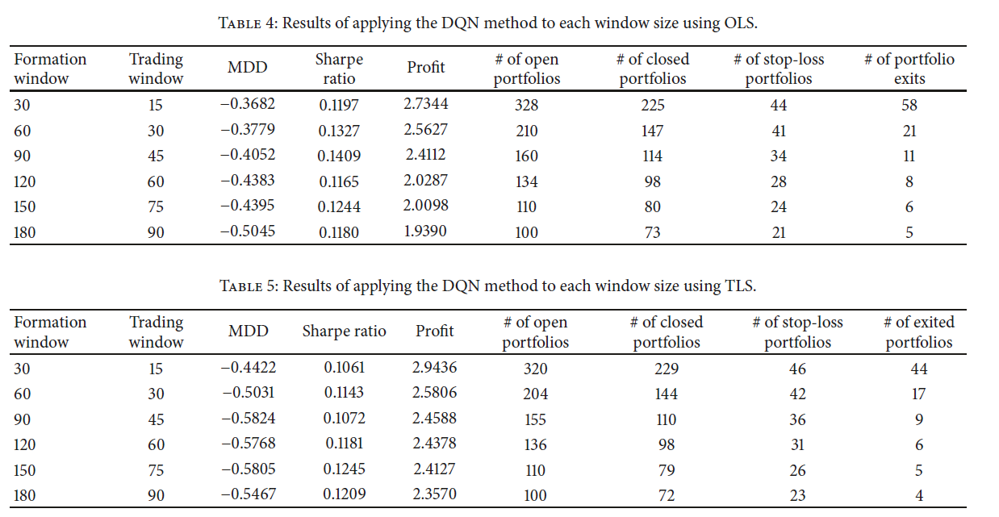 TABLE 4: Results of applying the DQN method to each window size using OLS.
Formation window Trading window MDD Sharpe ratio Profit # of open portfolios # of closed portfolios # of stop-loss portfolios # of portfolio exits
30 15 −0.3682 0.1197 2.7344 328 225 44 58
60 30 −0.3779 0.1327 2.5627 210 147 41 21
90 45 −0.4052 0.1409 2.4112 160 114 34 11
120 60 −0.4383 0.1165 2.0287 134 98 28 8
150 75 −0.4395 0.1244 2.0098 110 80 24 6
180 90 −0.5045 0.1180 1.9390 100 73 21 5
TABLE 5: Results of applying the DQN method to each window size using TLS.
Formation window Trading window MDD Sharpe ratio Profit # of open portfolios # of closed portfolios # of stop-loss portfolios # of exited portfolios
30 15 −0.4422 0.1061 2.9436 320 229 46 44
60 30 −0.5031 0.1143 2.5806 204 144 42 17
90 45 −0.5824 0.1072 2.4588 155 110 36 9
120 60 −0.5768 0.1181 2.4378 136 98 31 6
150 75 −0.5805 0.1245 2.4127 110 79 26 5
180 90 −0.5467 0.1209 2.3570 100 72 23 4